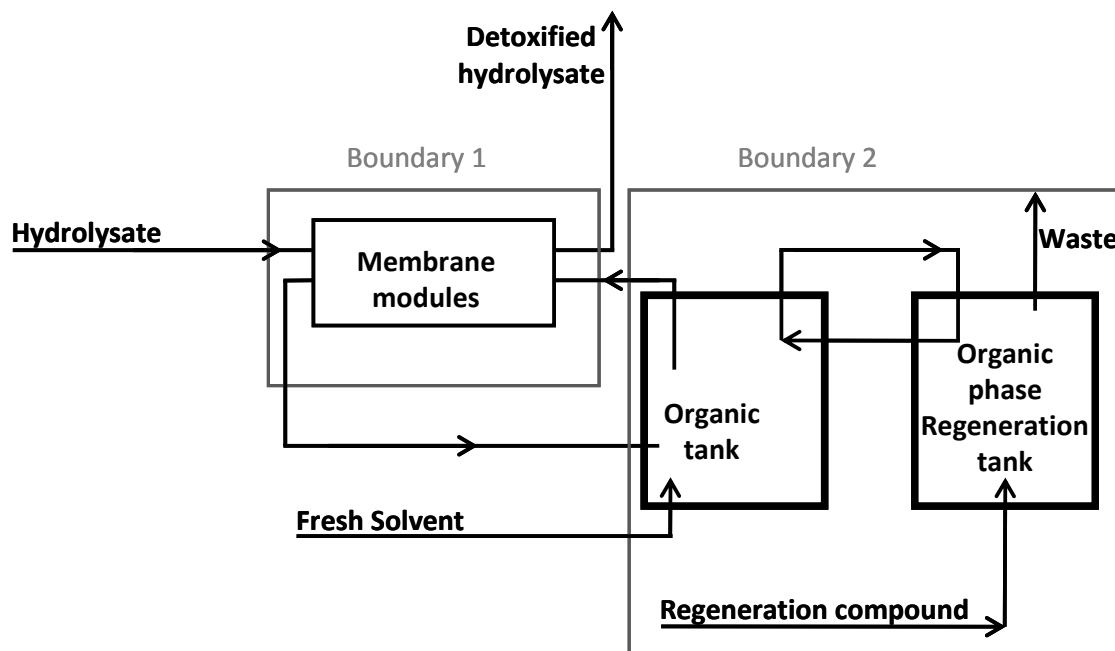 Detoxified
hydrolysate
Boundary 1
Boundary 2
Hydrolysate
Waste
Membrane
modules
Organic
tank
Organic
phase
Regeneration
tank
Fresh Solvent
Regeneration compound